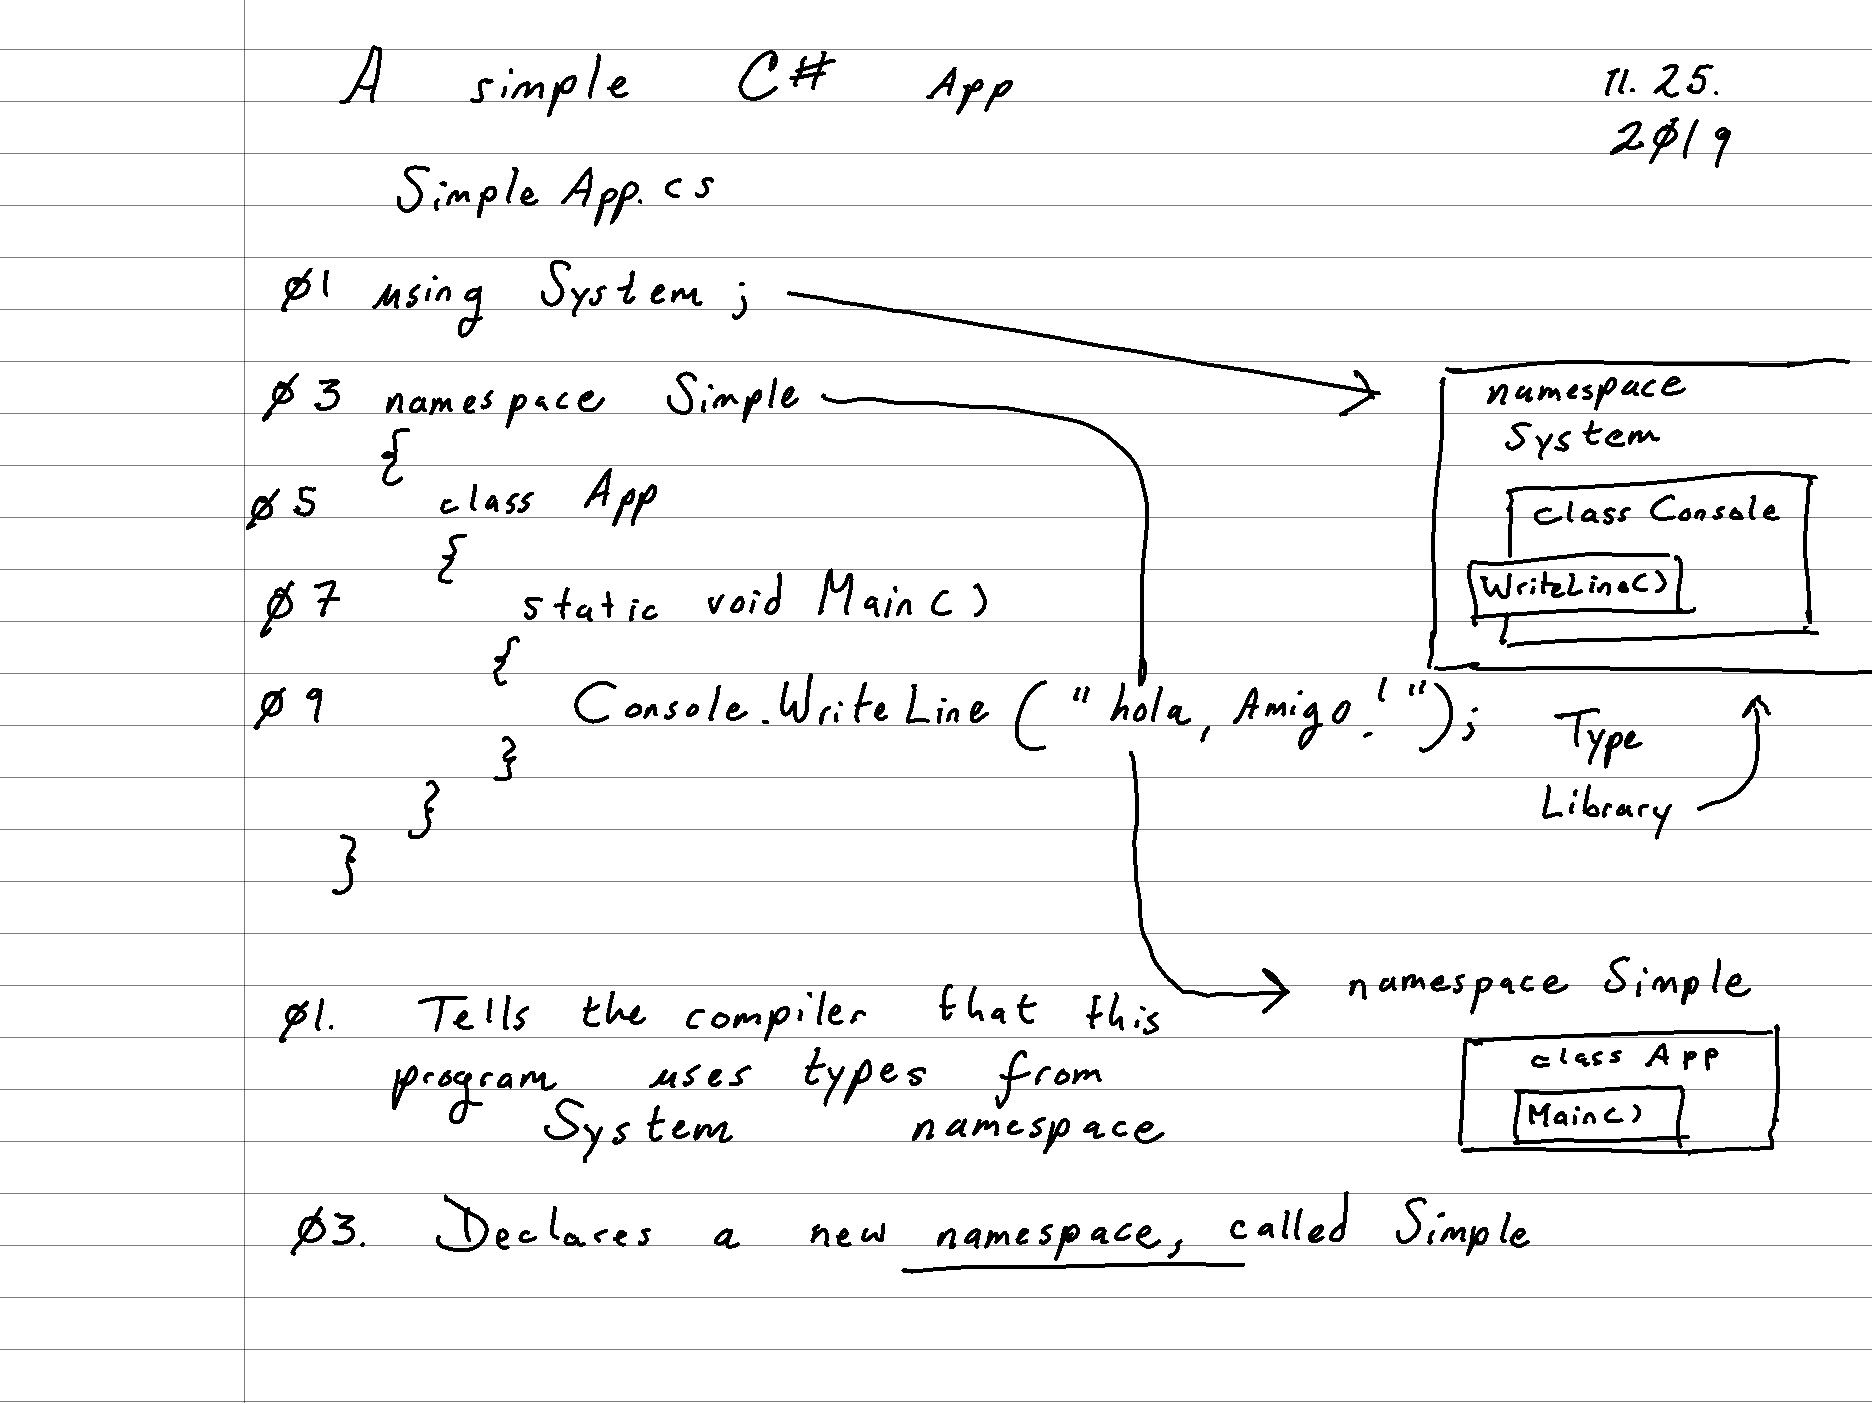 A simple C# App
11.25.
2019
Simple App.cs
01 using System;
03 namespace Simple
{
05 class App
{
07 static void Main()
{
09 Console.WriteLine("hola, Amigo!");
}
}
}
namespace
System
class Console
WriteLine()
Type
Library
01. Tells the compiler that this
program uses types from
System namespace
namespace Simple
class App
Main()
03. Declares a new namespace, called Simple